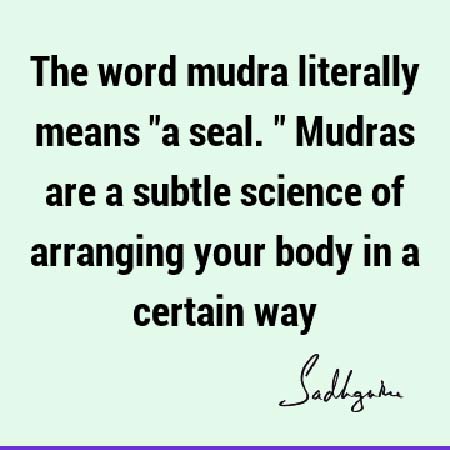 The word mudra literally
means "a seal. " Mudras
are a subtle science of
arranging your body in a
certain way
Sadhguru